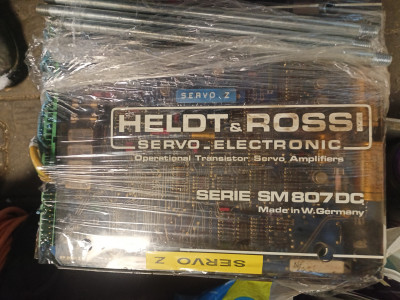 SERVO.Z
HELDT & ROSSI
SERVO-ELECTRONIC
Operational Transistor Servo Amplifiers
SERIE SM 807 DC
Made in W.Germany
SERVO Z